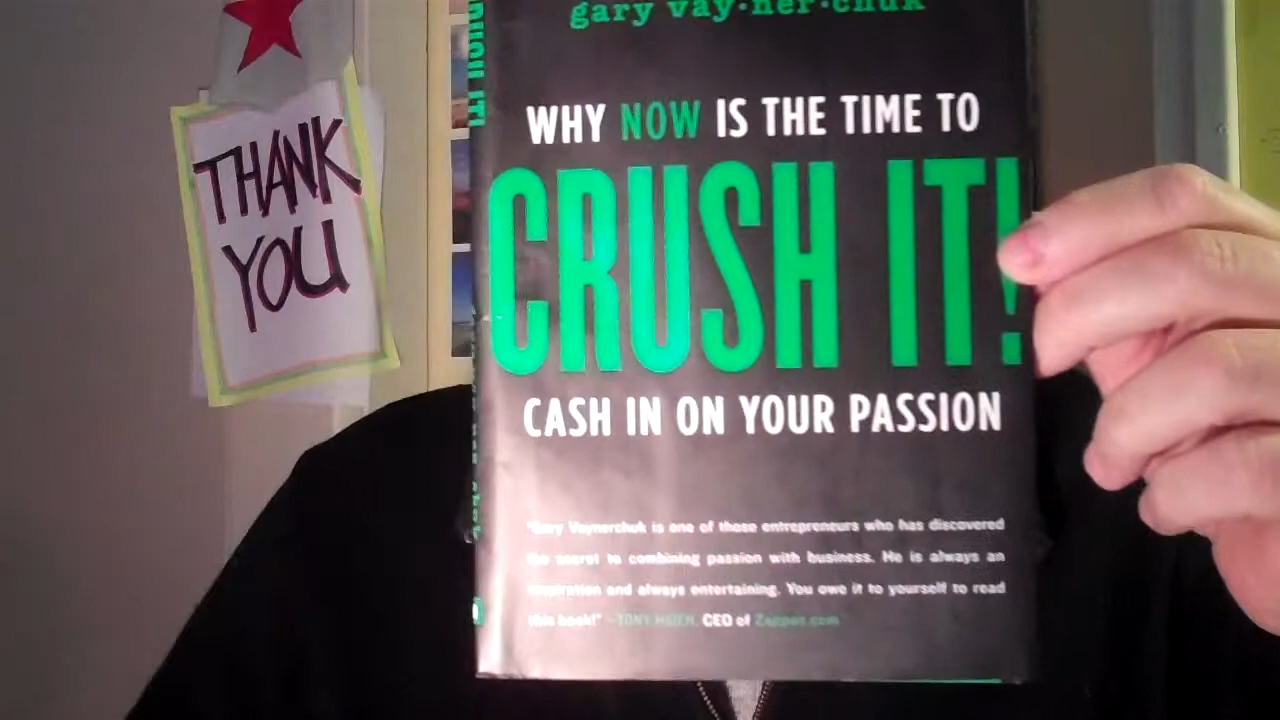 THANK
YOU
gary vay·ner·chuk
WHY NOW IS THE TIME TO
CRUSH IT!
CASH IN ON YOUR PASSION
"Gary Vaynerchuk is one of those entrepreneurs who has discovered
the secret to combining passion with business. He is always an
inspiration and always entertaining. You owe it to yourself to read
this book!" –TONY HSIEH, CEO of Zappos.com